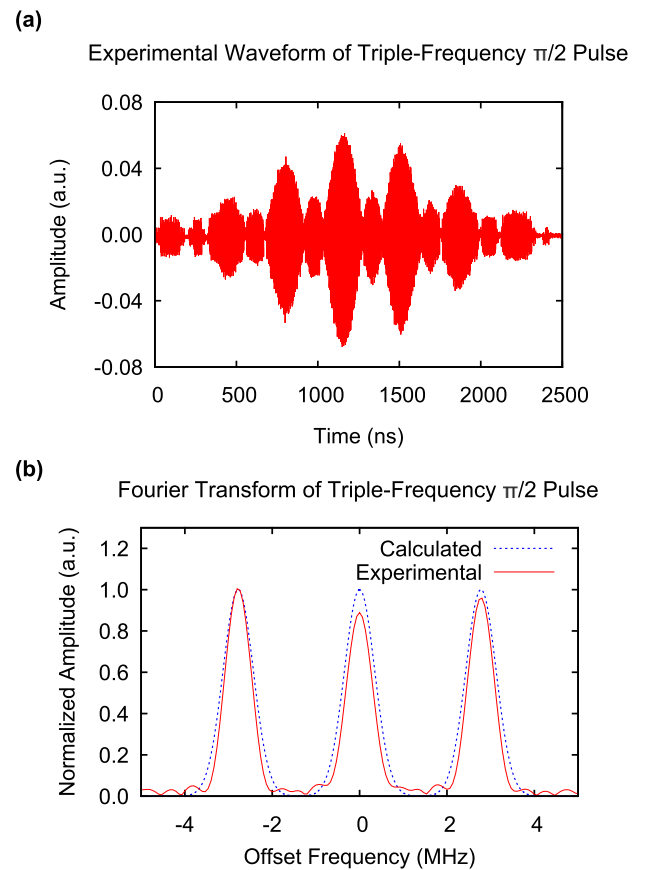 (a)
Experimental Waveform of Triple-Frequency π/2 Pulse
0.08
0.04
0.00
-0.04
-0.08
Amplitude (a.u.)
0 500 1000 1500 2000 2500
Time (ns)
(b)
Fourier Transform of Triple-Frequency π/2 Pulse
Calculated
Experimental
1.2
1.0
0.8
0.6
0.4
0.2
0.0
Normalized Amplitude (a.u.)
-4 -2 0 2 4
Offset Frequency (MHz)